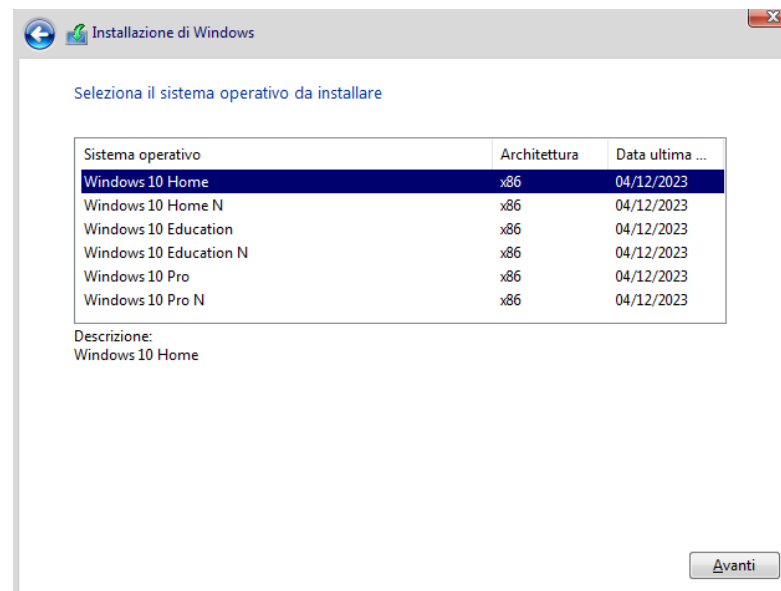 Installazione di Windows
Seleziona il sistema operativo da installare
Sistema operativo Architettura Data ultima ...
Windows 10 Home x86 04/12/2023
Windows 10 Home N x86 04/12/2023
Windows 10 Education x86 04/12/2023
Windows 10 Education N x86 04/12/2023
Windows 10 Pro x86 04/12/2023
Windows 10 Pro N x86 04/12/2023
Descrizione:
Windows 10 Home
Avanti